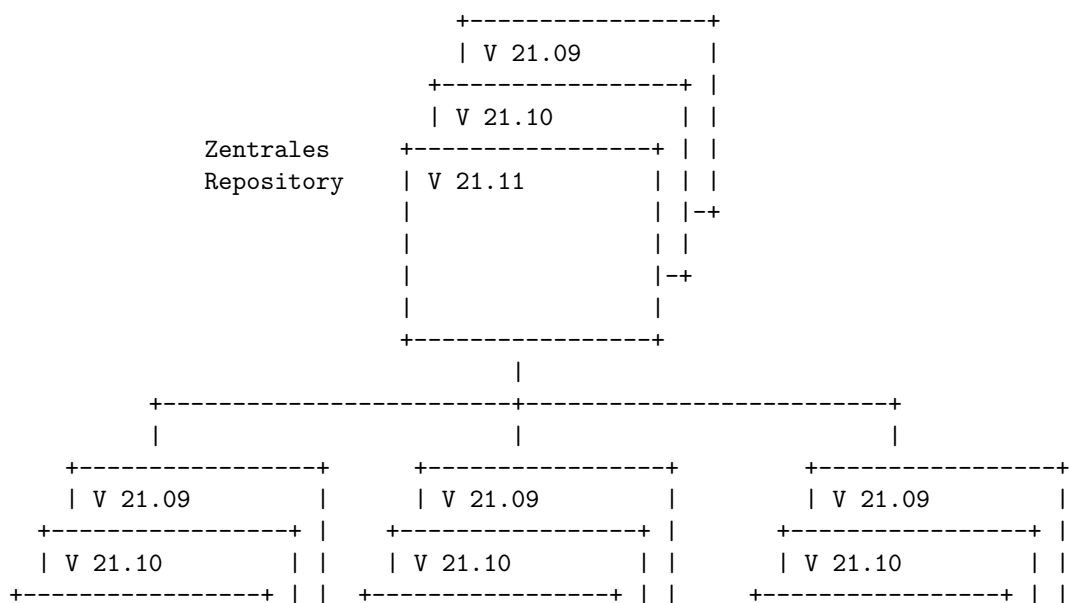 V 21.09
V 21.10
Zentrales
Repository V 21.11
V 21.09 V 21.09 V 21.09
V 21.10 V 21.10 V 21.10